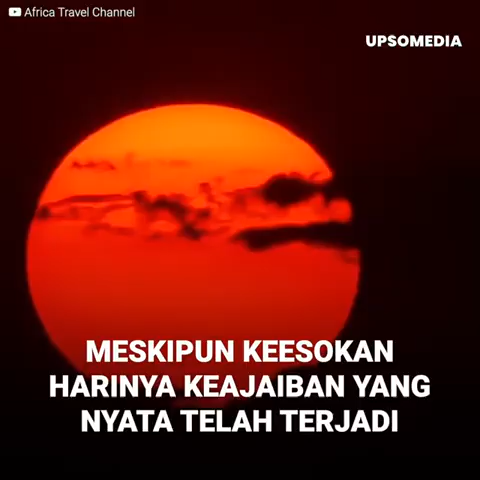 Africa Travel Channel
UPSOMEDIA
MESKIPUN KEESOKAN
HARINYA KEAJAIBAN YANG
NYATA TELAH TERJADI